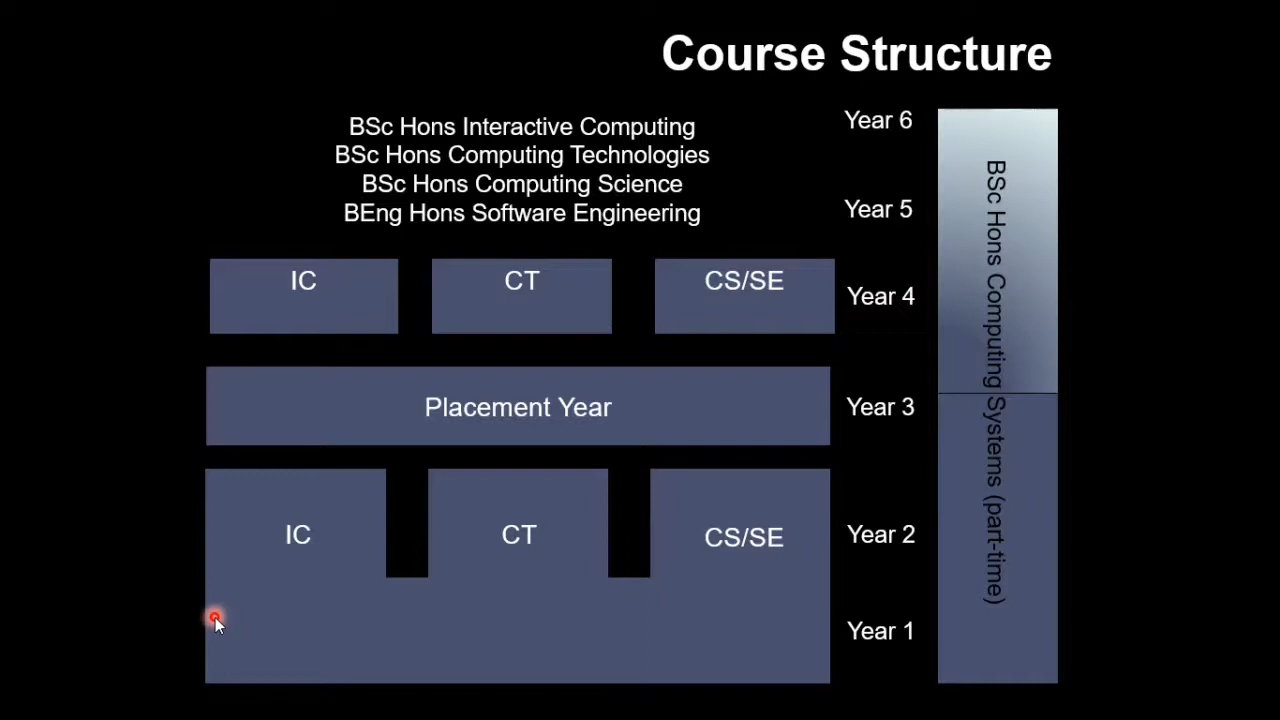 Course Structure
BSc Hons Interactive Computing
BSc Hons Computing Technologies
BSc Hons Computing Science
BEng Hons Software Engineering
Year 6
Year 5
IC
CT
CS/SE
Year 4
Placement Year
Year 3
IC
CT
CS/SE
Year 2
Year 1
BSc Hons Computing Systems (part-time)